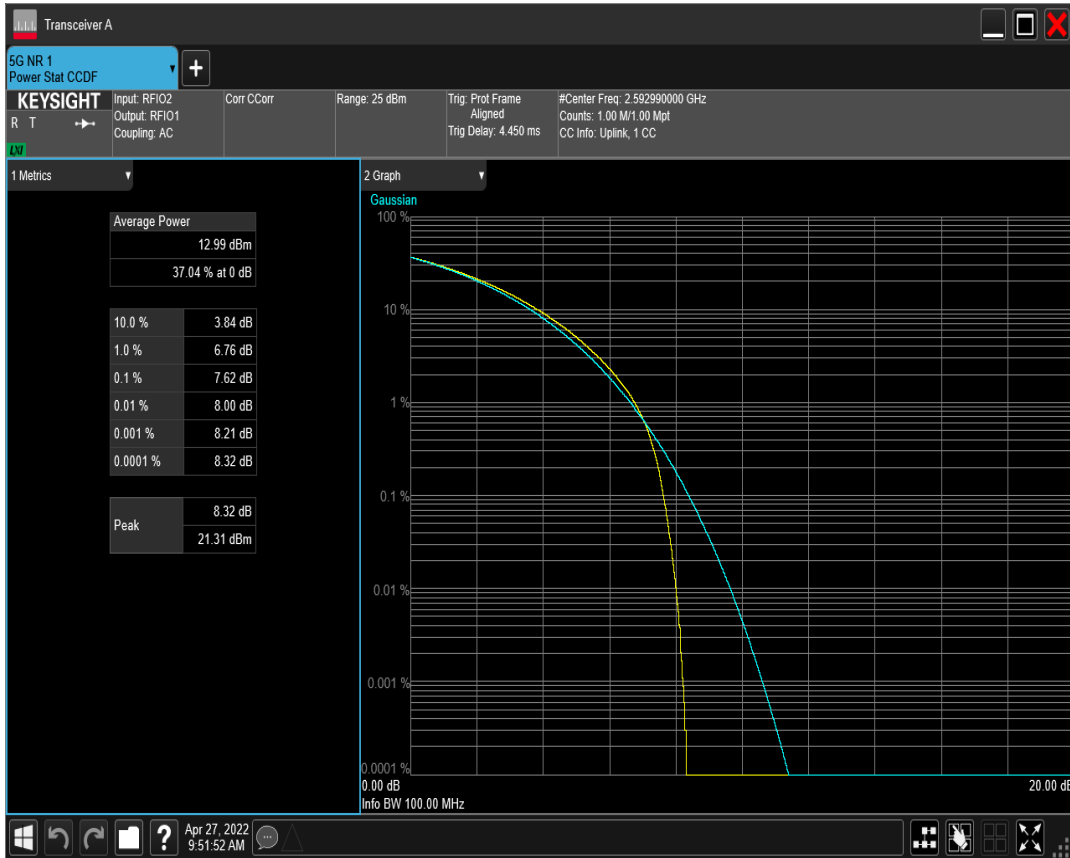 Transceiver A
5G NR 1
Power Stat CCDF
+
KEYSIGHT
R T
LXI
Input: RFIO2
Output: RFIO1
Coupling: AC
Corr CCorr
Range: 25 dBm
Trig: Prot Frame
Aligned
Trig Delay: 4.450 ms
#Center Freq: 2.592990000 GHz
Counts: 1.00 M/1.00 Mpt
CC Info: Uplink, 1 CC
1 Metrics
Average Power
12.99 dBm
37.04 % at 0 dB
10.0 % 3.84 dB
1.0 % 6.76 dB
0.1 % 7.62 dB
0.01 % 8.00 dB
0.001 % 8.21 dB
0.0001 % 8.32 dB
Peak 8.32 dB
21.31 dBm
2 Graph
Gaussian
100 %
10 %
1 %
0.1 %
0.01 %
0.001 %
0.0001 %
0.00 dB 20.00 dB
Info BW 100.00 MHz
?
Apr 27, 2022
9:51:52 AM